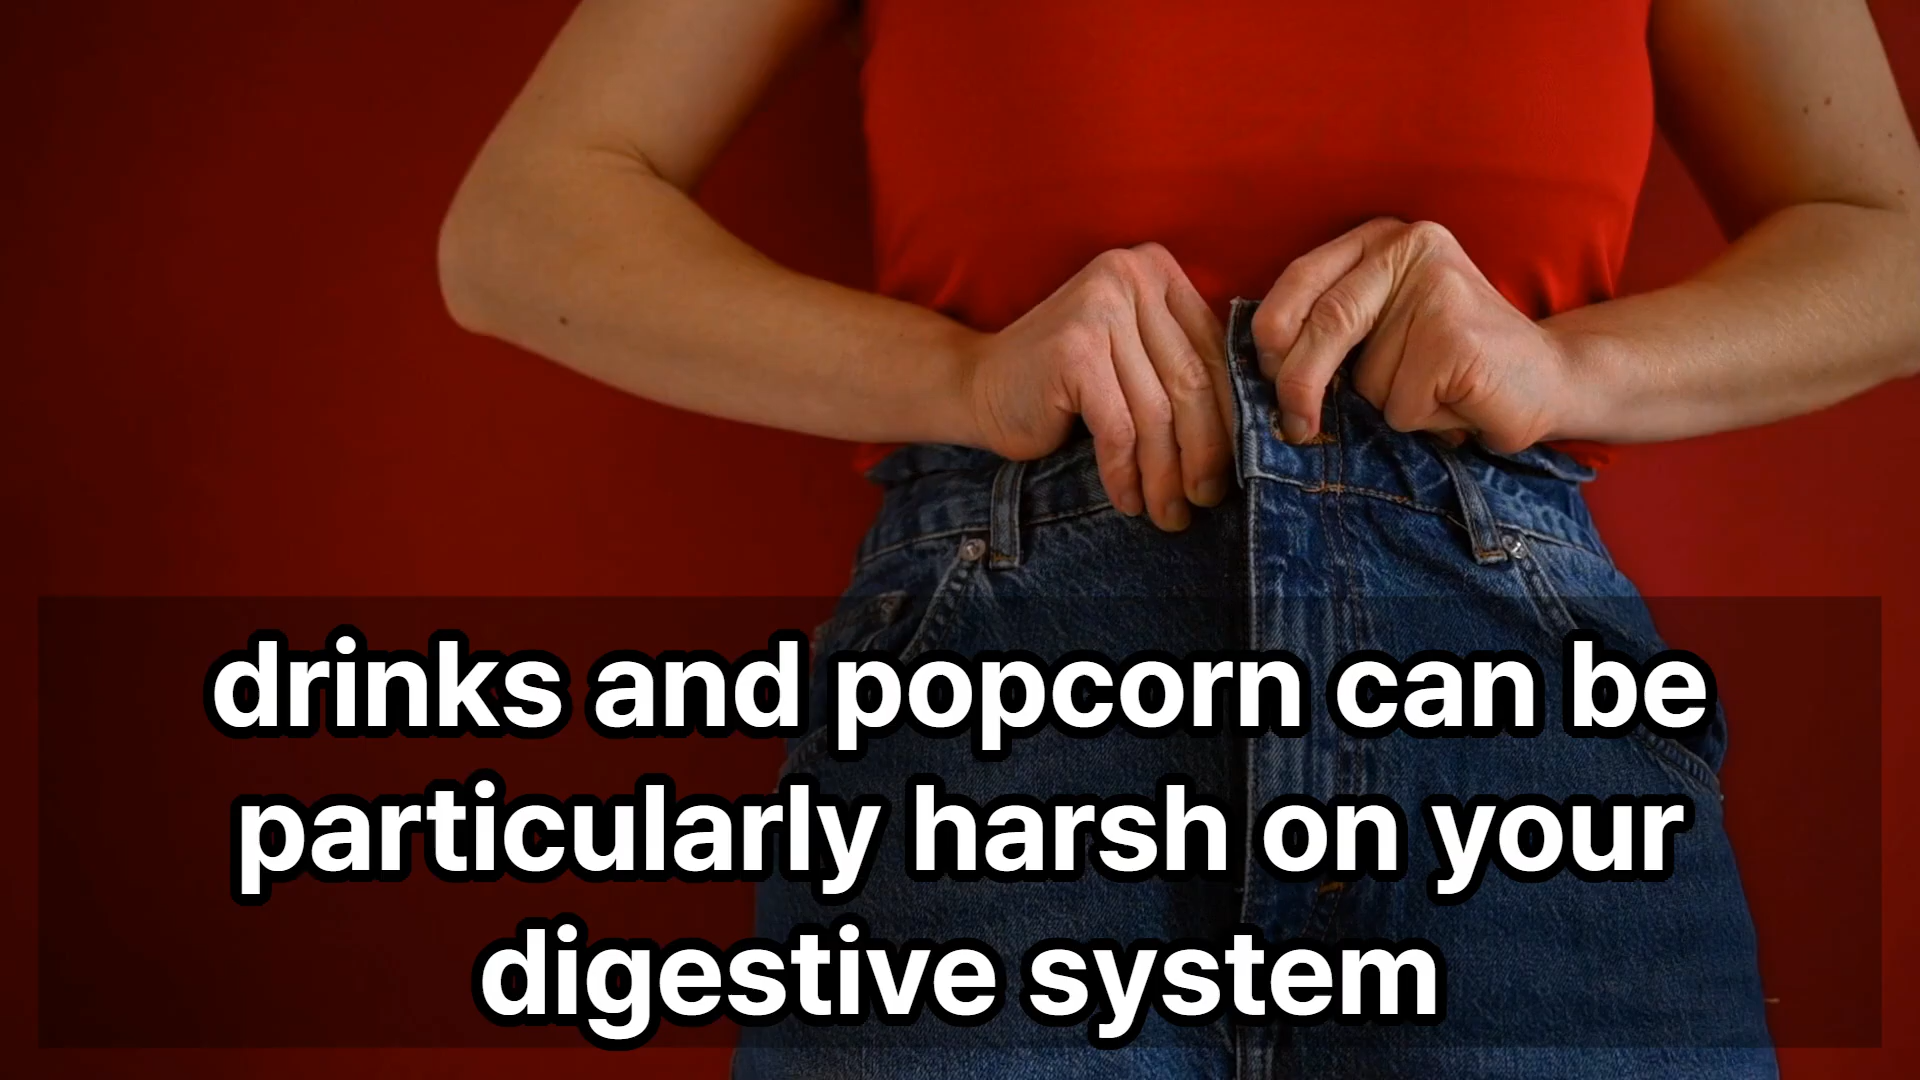 drinks and popcorn can be
particularly harsh on your
digestive system